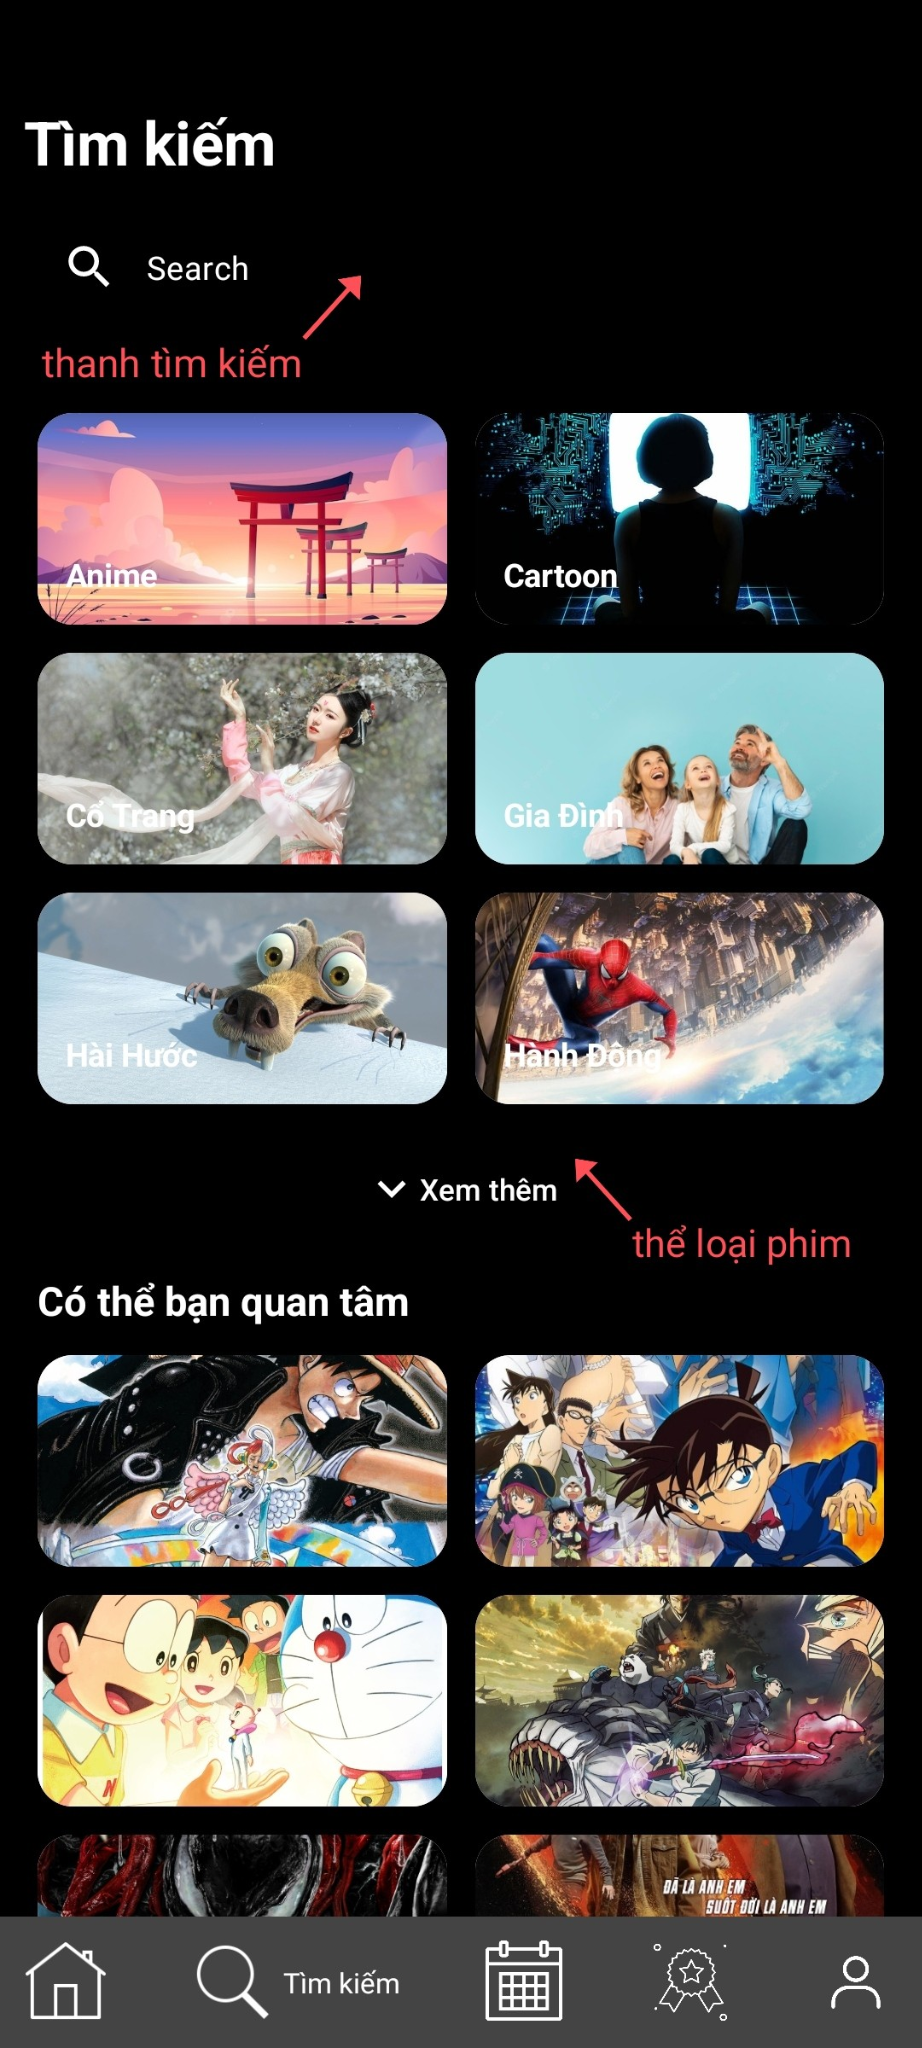 Tìm kiếm
Search
thanh tìm kiếm
Anime
Cartoon
Cổ Trang
Gia Đình
Hài Hước
Hành Động
Xem thêm
thể loại phim
Có thể bạn quan tâm
ĐÃ LÀ ANH EM
SUỐT ĐỜI LÀ ANH EM
Tìm kiếm